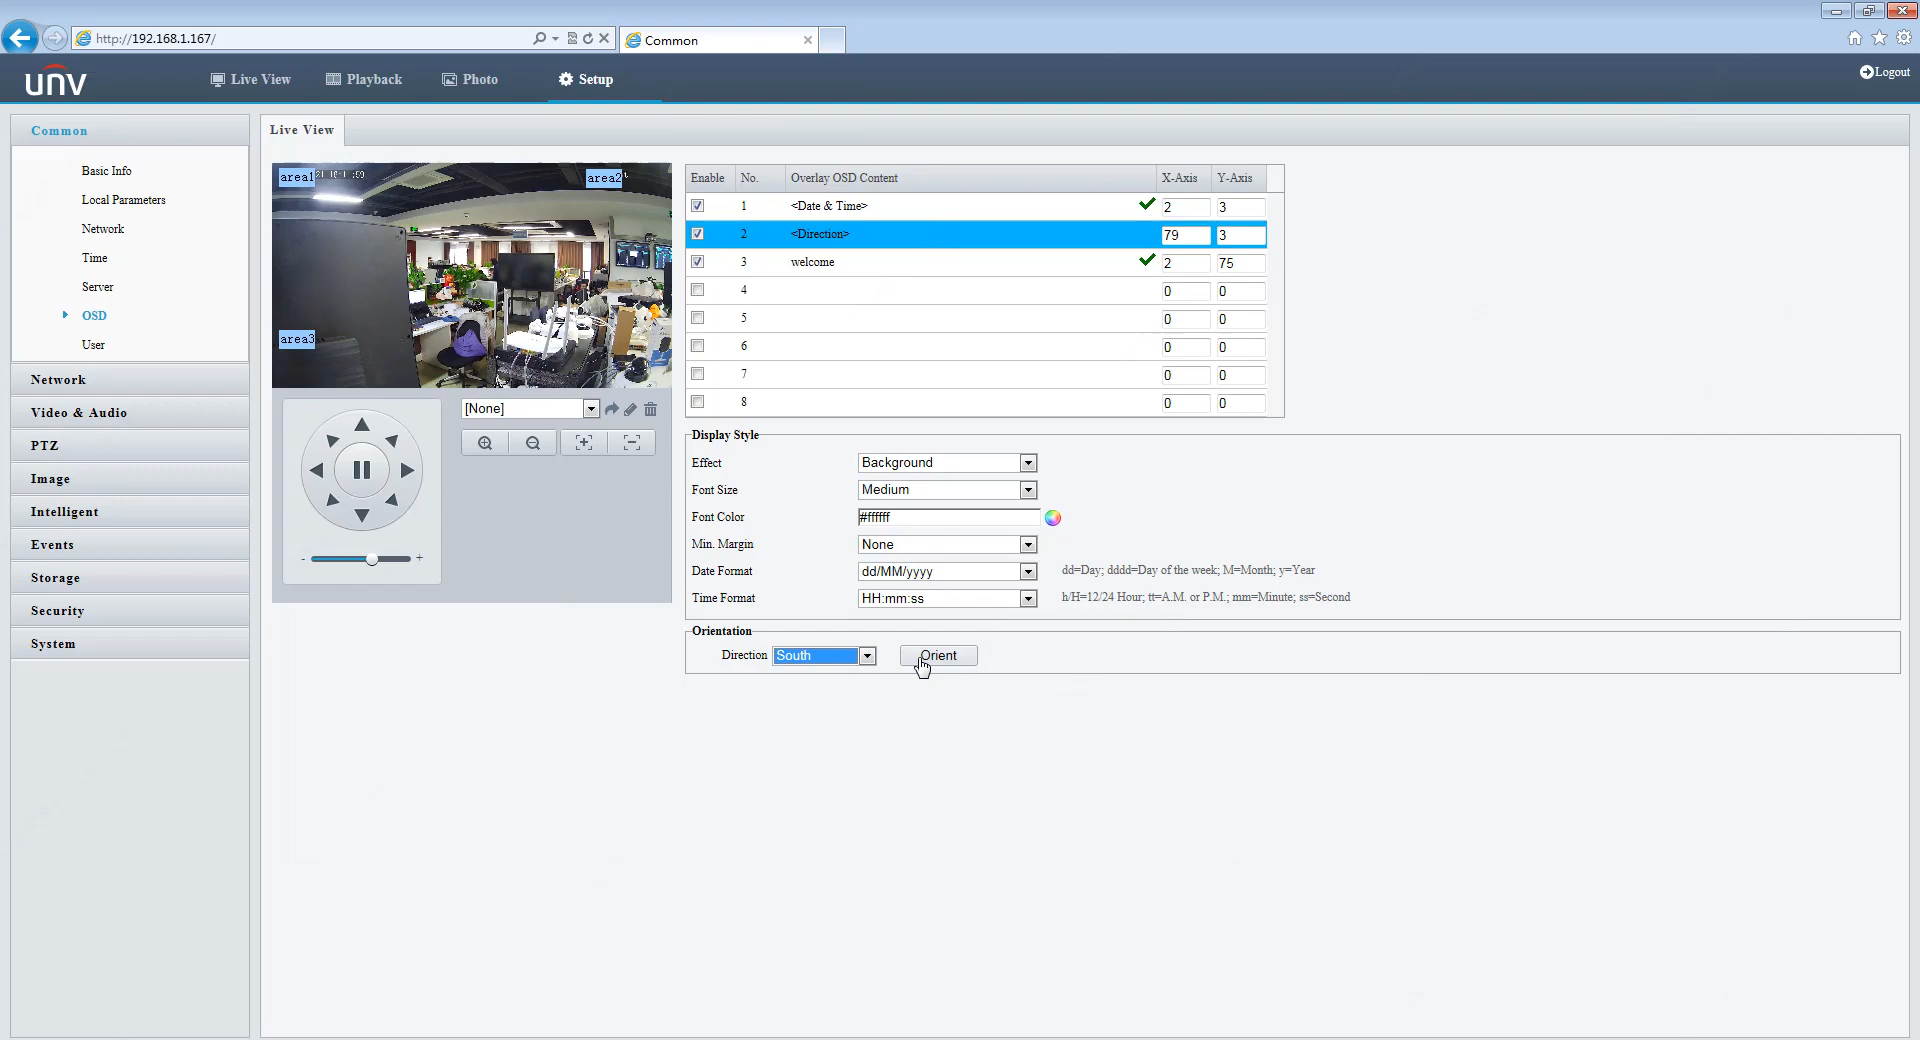 http://192.168.1.167/
Common
unv
Live View
Playback
Photo
Setup
Logout
Common
Basic Info
Local Parameters
Network
Time
Server
OSD
User
Network
Video & Audio
PTZ
Image
Intelligent
Events
Storage
Security
System
Live View
area1
area2
area3
[None]
- +
Enable No. Overlay OSD Content X-Axis Y-Axis
1 <Date & Time> 2 3
2 <Direction> 79 3
3 welcome 2 75
4 0 0
5 0 0
6 0 0
7 0 0
8 0 0
Display Style
Effect Background
Font Size Medium
Font Color #ffffff
Min. Margin None
Date Format dd/MM/yyyy dd=Day; dddd=Day of the week; M=Month; y=Year
Time Format HH:mm:ss h/H=12/24 Hour; tt=A.M. or P.M.; mm=Minute; ss=Second
Orientation
Direction South Orient